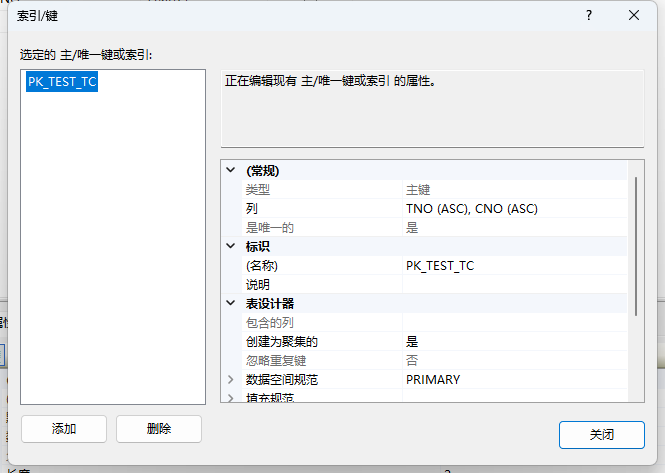 索引/键
?
选定的 主/唯一键或索引:
PK_TEST_TC
正在编辑现有 主/唯一键或索引 的属性。
(常规)
类型 主键
列 TNO (ASC), CNO (ASC)
是唯一的 是
标识
(名称) PK_TEST_TC
说明
表设计器
包含的列
创建为聚集的 是
忽略重复键 否
数据空间规范 PRIMARY
填充规范
添加 删除
关闭